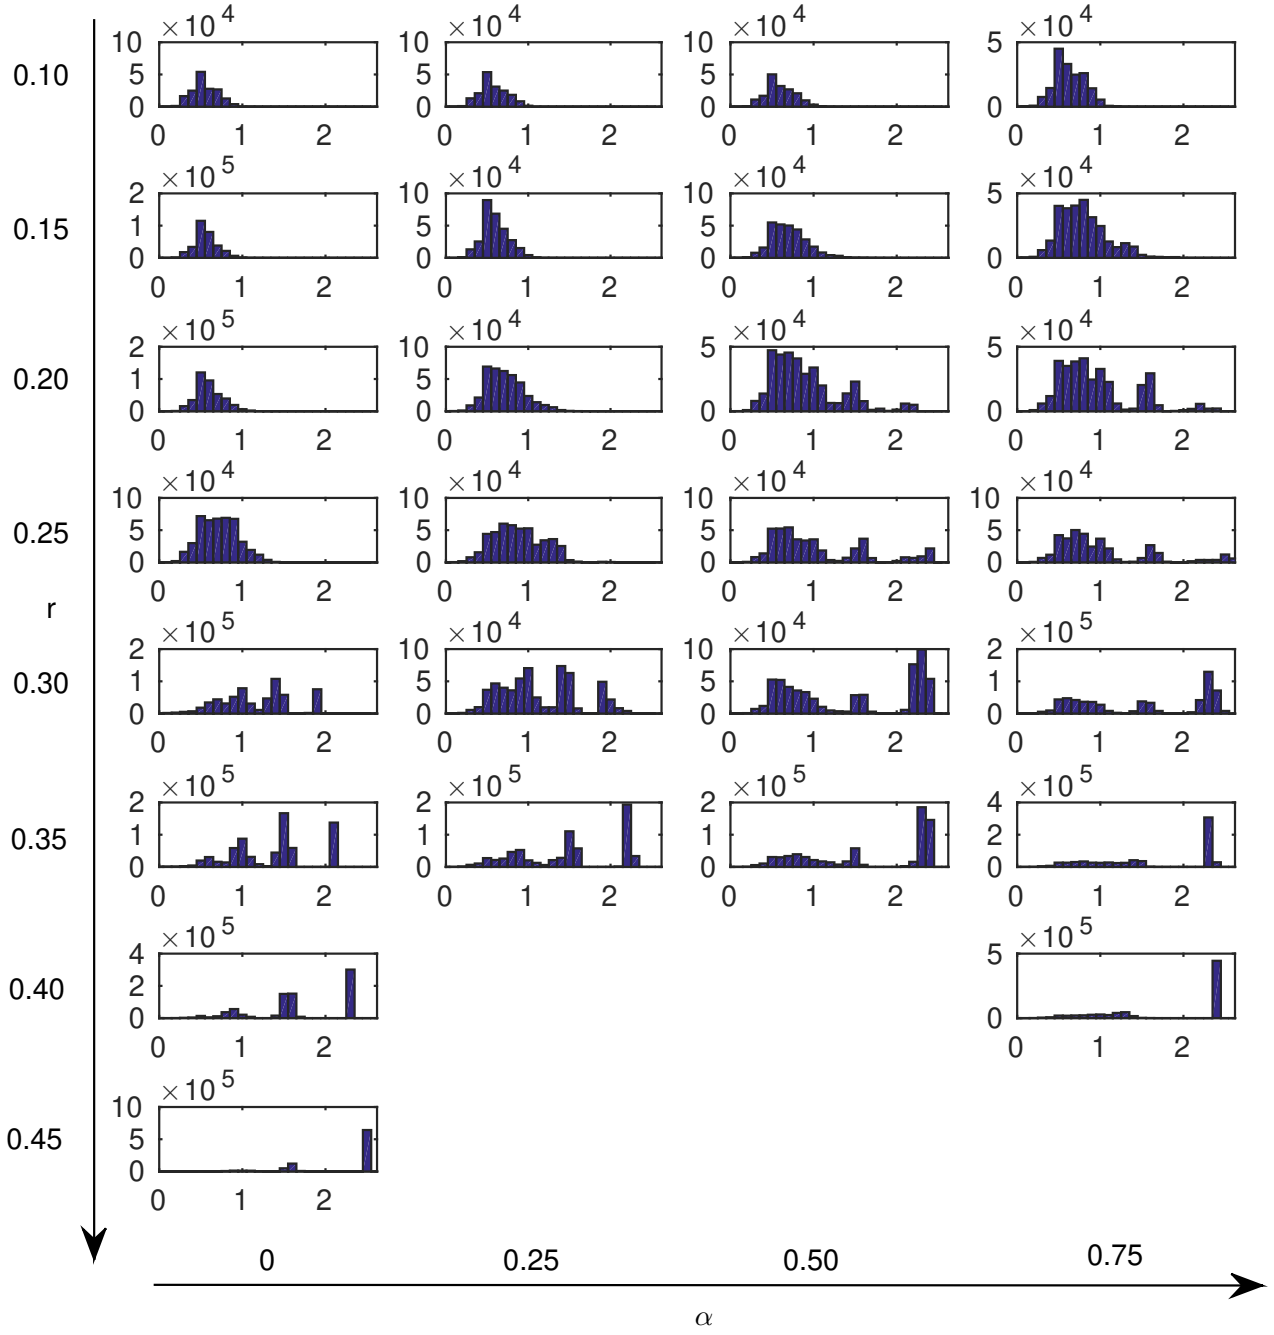 ×10^4 ×10^4 ×10^4 ×10^4
10 10 10 5
0.10 5 5 5
0 0 0 0
0 1 2 0 1 2 0 1 2 0 1 2
×10^5 ×10^4 ×10^4 ×10^4
2 10 10 5
0.15 1 5 5
0 0 0 0
0 1 2 0 1 2 0 1 2 0 1 2
×10^5 ×10^4 ×10^4 ×10^4
2 10 5 5
0.20 1 5
0 0 0 0
0 1 2 0 1 2 0 1 2 0 1 2
×10^4 ×10^4 ×10^4 ×10^4
10 10 10 10
0.25 5 5 5 5
0 0 0 0
0 1 2 0 1 2 0 1 2 0 1 2
r
×10^5 ×10^4 ×10^4 ×10^5
2 10 10 2
0.30 1 5 5 1
0 0 0 0
0 1 2 0 1 2 0 1 2 0 1 2
×10^5 ×10^5 ×10^5 ×10^5
2 2 2 4
0.35 1 1 1 2
0 0 0 0
0 1 2 0 1 2 0 1 2 0 1 2
×10^5 ×10^5
4 5
0.40 2
0 0
0 1 2 0 1 2
×10^5
10
0.45 5
0
0 1 2
0 0.25 0.50 0.75
α